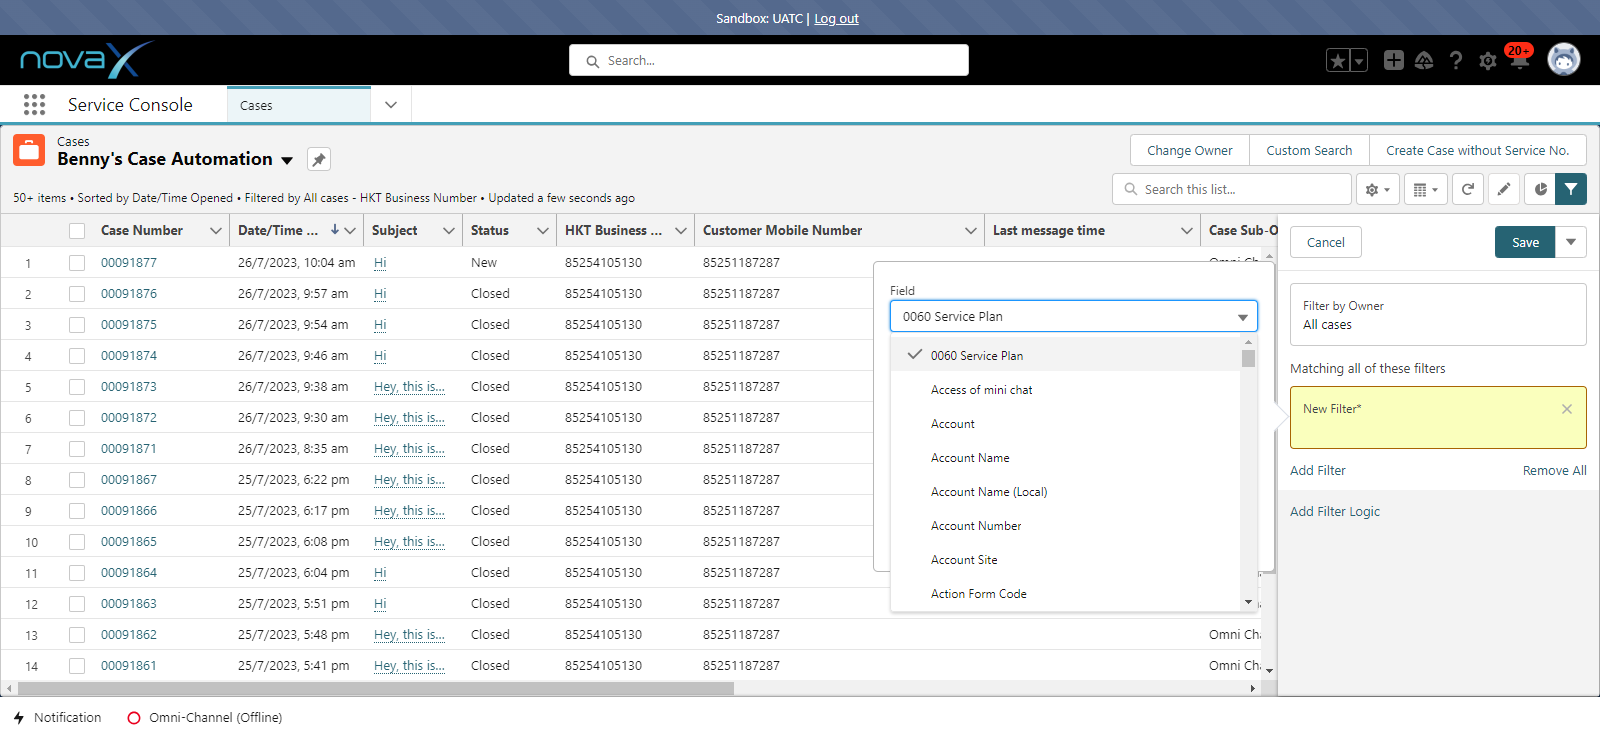 Sandbox: UATC | Log out
novax
Search...
20+
Service Console
Cases
Cases
Benny's Case Automation
Change Owner
Custom Search
Create Case without Service No.
50+ items • Sorted by Date/Time Opened • Filtered by All cases - HKT Business Number • Updated a few seconds ago
Search this list...
Case Number Date/Time ... Subject Status HKT Business ... Customer Mobile Number Last message time Case Sub-O
1 00091877 26/7/2023, 10:04 am Hi New 85254105130 85251187287
2 00091876 26/7/2023, 9:57 am Hi Closed 85254105130 85251187287
3 00091875 26/7/2023, 9:54 am Hi Closed 85254105130 85251187287
4 00091874 26/7/2023, 9:46 am Hi Closed 85254105130 85251187287
5 00091873 26/7/2023, 9:38 am Hey, this is... Closed 85254105130 85251187287
6 00091872 26/7/2023, 9:30 am Hey, this is... Closed 85254105130 85251187287
7 00091871 26/7/2023, 8:35 am Hey, this is... Closed 85254105130 85251187287
8 00091867 25/7/2023, 6:22 pm Hey, this is... Closed 85254105130 85251187287
9 00091866 25/7/2023, 6:17 pm Hey, this is... Closed 85254105130 85251187287
10 00091865 25/7/2023, 6:08 pm Hey, this is... Closed 85254105130 85251187287
11 00091864 25/7/2023, 6:04 pm Hi Closed 85254105130 85251187287
12 00091863 25/7/2023, 5:51 pm Hi Closed 85254105130 85251187287
13 00091862 25/7/2023, 5:48 pm Hey, this is... Closed 85254105130 85251187287 Omni Cha
14 00091861 25/7/2023, 5:41 pm Hey, this is... Closed 85254105130 85251187287 Omni Cha
Field
0060 Service Plan
0060 Service Plan
Access of mini chat
Account
Account Name
Account Name (Local)
Account Number
Account Site
Action Form Code
Cancel
Save
Filter by Owner
All cases
Matching all of these filters
New Filter*
Add Filter
Remove All
Add Filter Logic
Notification
Omni-Channel (Offline)